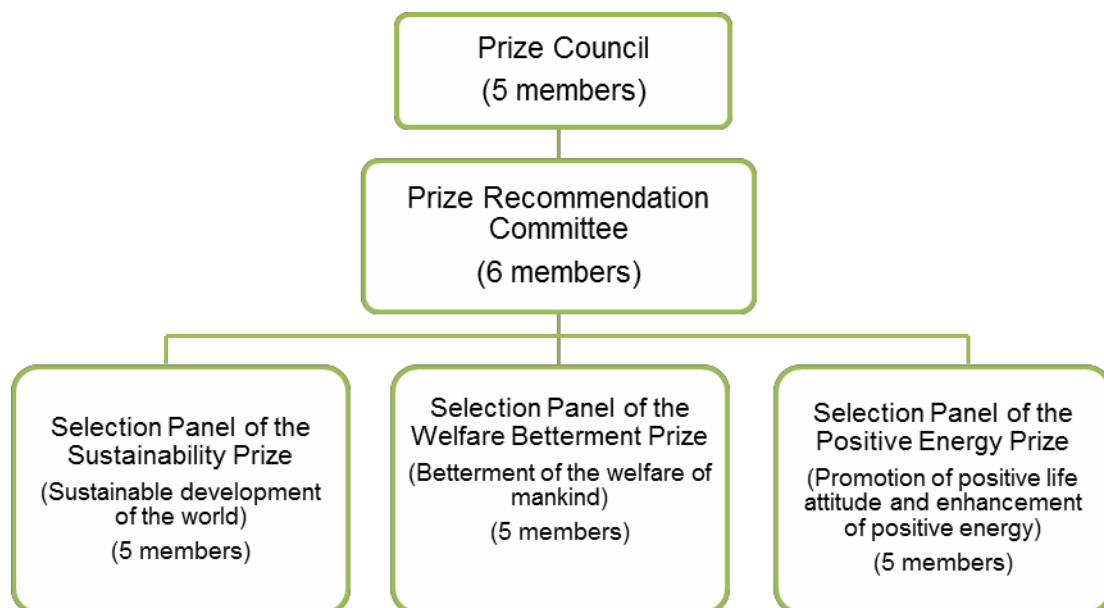 Prize Council
(5 members)
Prize Recommendation
Committee
(6 members)
Selection Panel of the
Sustainability Prize
(Sustainable development
of the world)
(5 members)
Selection Panel of the
Welfare Betterment Prize
(Betterment of the welfare of
mankind)
(5 members)
Selection Panel of the
Positive Energy Prize
(Promotion of positive life
attitude and enhancement
of positive energy)
(5 members)